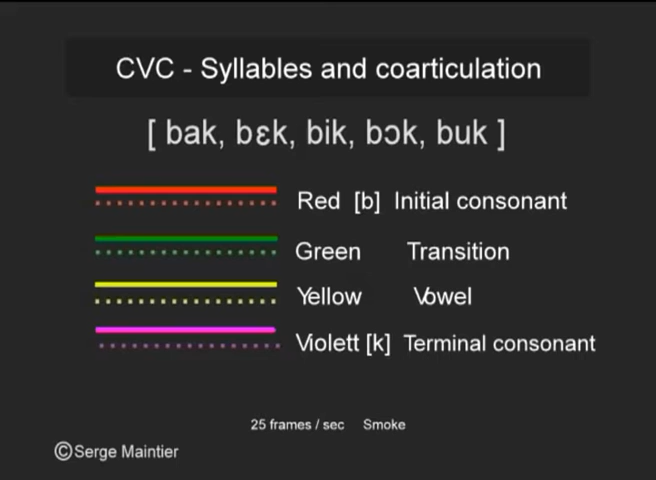 CVC - Syllables and coarticulation
[ bak, bɛk, bik, bɔk, buk ]
Red [b] Initial consonant
Green Transition
Yellow Vowel
Violett [k] Terminal consonant
25 frames / sec Smoke
©Serge Maintier